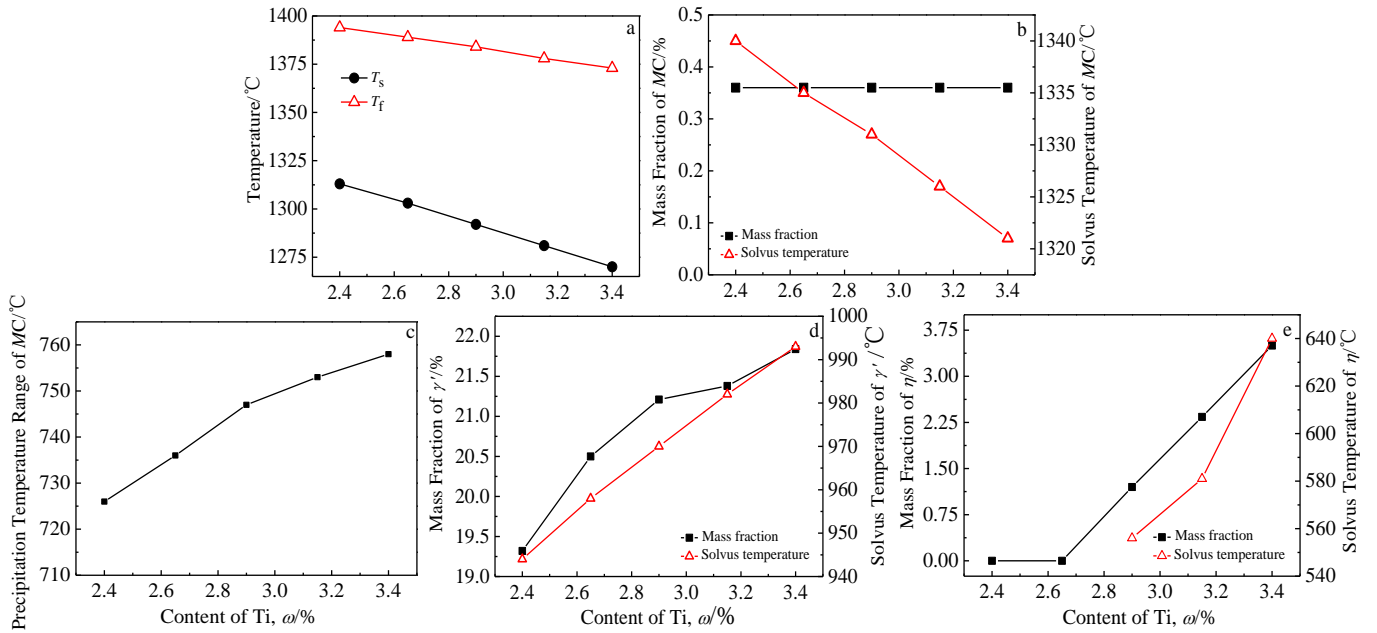 a
1400
1375
1350
1325
1300
1275
Temperature/℃
Ts
Tf
2.4 2.6 2.8 3.0 3.2 3.4
b
0.5
0.4
0.3
0.2
0.1
0.0
Mass Fraction of MC/%
1340
1335
1330
1325
1320
Solvus Temperature of MC/℃
Mass fraction
Solvus temperature
2.4 2.6 2.8 3.0 3.2 3.4
c
760
750
740
730
720
710
Precipitation Temperature Range of MC/℃
2.4 2.6 2.8 3.0 3.2 3.4
Content of Ti, ω/%
d
22.0
21.5
21.0
20.5
20.0
19.5
19.0
Mass Fraction of γ′/%
1000
990
980
970
960
950
940
Solvus Temperature of γ′/℃
Mass fraction
Solvus temperature
2.4 2.6 2.8 3.0 3.2 3.4
Content of Ti, ω/%
e
3.75
3.00
2.25
1.50
0.75
0.00
Mass Fraction of η/%
640
620
600
580
560
540
Solvus Temperature of η/℃
Mass fraction
Solvus temperature
2.4 2.6 2.8 3.0 3.2 3.4
Content of Ti, ω/%